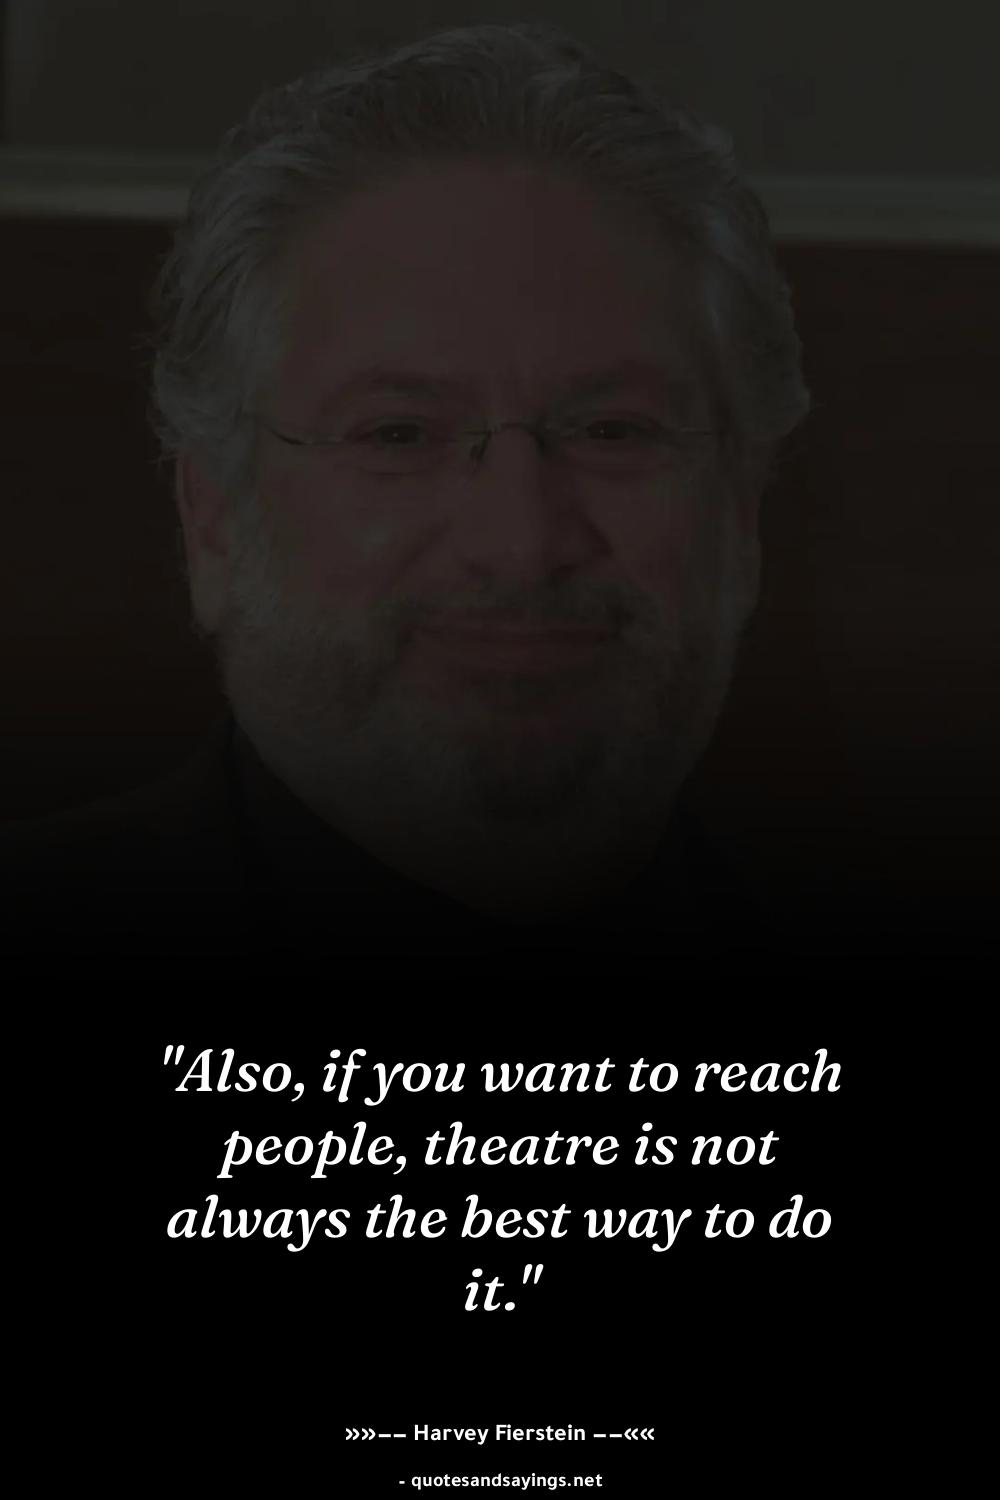 "Also, if you want to reach
people, theatre is not
always the best way to do
it."
»»–– Harvey Fierstein ––««
- quotesandsayings.net